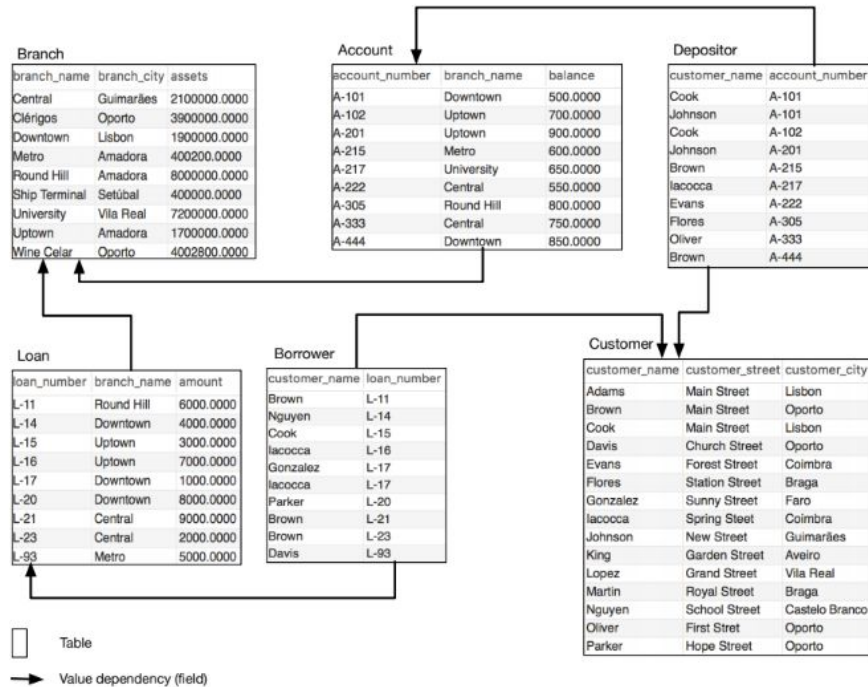 Branch
branch_name branch_city assets
Central Guimarães 2100000.0000
Clérigos Oporto 3900000.0000
Downtown Lisbon 1900000.0000
Metro Amadora 400200.0000
Round Hill Amadora 8000000.0000
Ship Terminal Setúbal 400000.0000
University Vila Real 7200000.0000
Uptown Amadora 1700000.0000
Wine Celar Oporto 4002800.0000
Account
account_number branch_name balance
A-101 Downtown 500.0000
A-102 Uptown 700.0000
A-201 Uptown 900.0000
A-215 Metro 600.0000
A-217 University 650.0000
A-222 Central 550.0000
A-305 Round Hill 800.0000
A-333 Central 750.0000
A-444 Downtown 850.0000
Depositor
customer_name account_number
Cook A-101
Johnson A-101
Cook A-102
Johnson A-201
Brown A-215
Iacocca A-217
Evans A-222
Flores A-305
Oliver A-333
Brown A-444
Loan
loan_number branch_name amount
L-11 Round Hill 6000.0000
L-14 Downtown 4000.0000
L-15 Uptown 3000.0000
L-16 Uptown 7000.0000
L-17 Downtown 1000.0000
L-20 Downtown 8000.0000
L-21 Central 9000.0000
L-23 Central 2000.0000
L-93 Metro 5000.0000
Borrower
customer_name loan_number
Brown L-11
Nguyen L-14
Cook L-15
Iacocca L-16
Gonzalez L-17
Iacocca L-17
Parker L-20
Brown L-21
Brown L-23
Davis L-93
Customer
customer_name customer_street customer_city
Adams Main Street Lisbon
Brown Main Street Oporto
Cook Main Street Lisbon
Davis Church Street Oporto
Evans Forest Street Coimbra
Flores Station Street Braga
Gonzalez Sunny Street Faro
Iacocca Spring Steet Coimbra
Johnson New Street Guimarães
King Garden Street Aveiro
Lopez Grand Street Vila Real
Martin Royal Street Braga
Nguyen School Street Castelo Branco
Oliver First Stret Oporto
Parker Hope Street Oporto
Table
Value dependency (field)